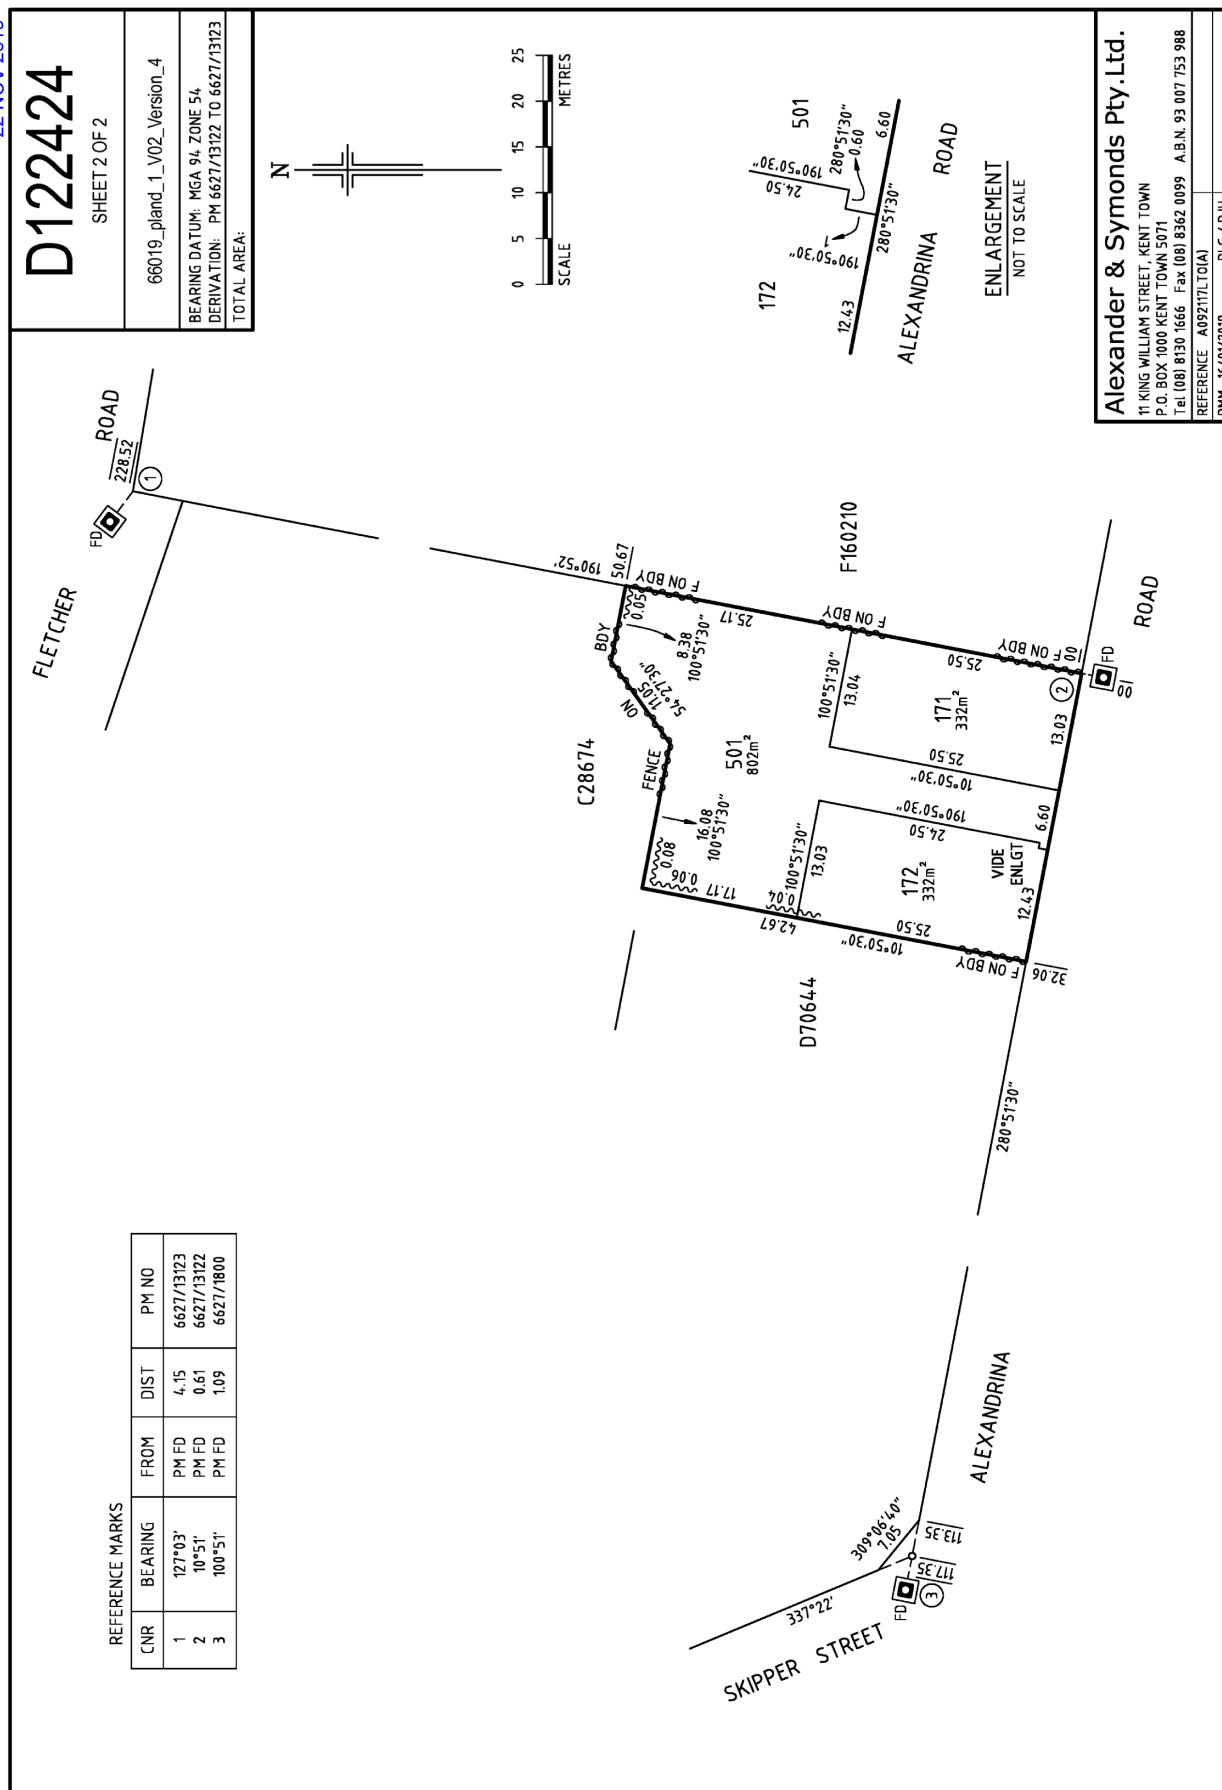 D122424
SHEET 2 OF 2
66019_pland_1_V02_Version_4
BEARING DATUM: MGA 94 ZONE 54
DERIVATION: PM 6627/13122 TO 6627/13123
TOTAL AREA:
REFERENCE MARKS
CNR BEARING FROM DIST PM NO
1 127°03' PM FD 4.15 6627/13123
2 10°51' PM FD 0.61 6627/13122
3 100°51' PM FD 1.09 6627/1800
N
0 5 10 15 20 25
SCALE METRES
FLETCHER ROAD
FD
228.52
1
190°52'
50.67
C28674
FENCE ON BDY
0.05
8.38
100°51'30"
11.05
54°27'30"
16.08
100°51'30"
0.08
0.06
17.17
0.04
42.67
10°50'30"
25.50
F ON BDY
32.06
D70644
501
802m²
F ON BDY
25.17
F160210
F ON BDY
25.50
F ON BDY
00
FD
00
2
100°51'30"
13.04
171
332m²
25.50
10°50'30"
13.03
100°51'30"
13.03
190°50'30"
24.50
172
332m²
VIDE
ENLGT
12.43
6.60
280°51'30"
ALEXANDRINA ROAD
SKIPPER STREET
337°22'
309°06'40"
7.05
113.35
117.35
FD
3
172
501
190°50'30"
24.50
280°51'30"
0.60
190°50'30"
1
12.43
280°51'30"
6.60
ALEXANDRINA ROAD
ENLARGEMENT
NOT TO SCALE
Alexander & Symonds Pty.Ltd.
11 KING WILLIAM STREET, KENT TOWN
P.O. BOX 1000 KENT TOWN 5071
Tel (08) 8130 1666 Fax (08) 8362 0099 A.B.N. 93 007 753 988
REFERENCE A092117LTO(A)